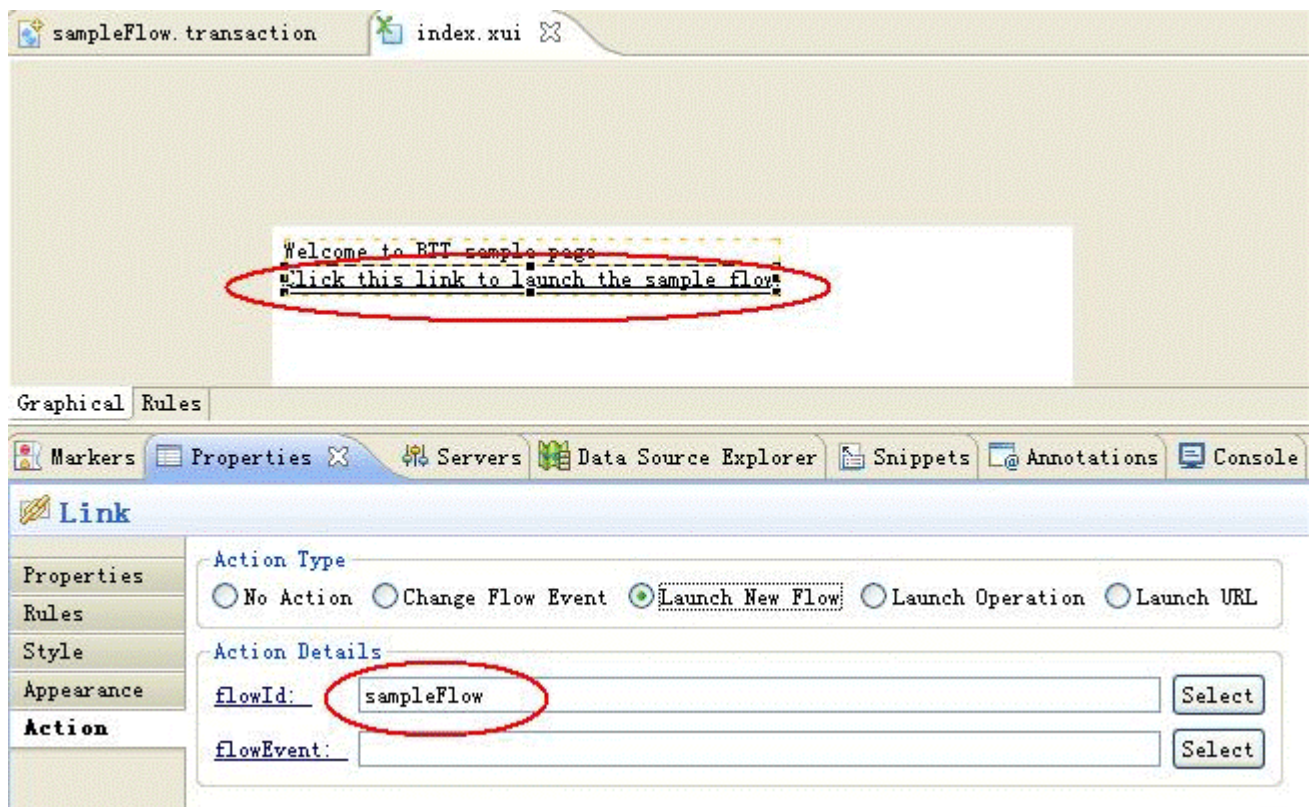 sampleFlow.transaction index.xui
Welcome to BTT sample page
Click this link to launch the sample flow
Graphical Rules
Markers Properties Servers Data Source Explorer Snippets Annotations Console
Link
Properties
Rules
Style
Appearance
Action
Action Type
No Action Change Flow Event Launch New Flow Launch Operation Launch URL
Action Details
flowId: sampleFlow Select
flowEvent: Select